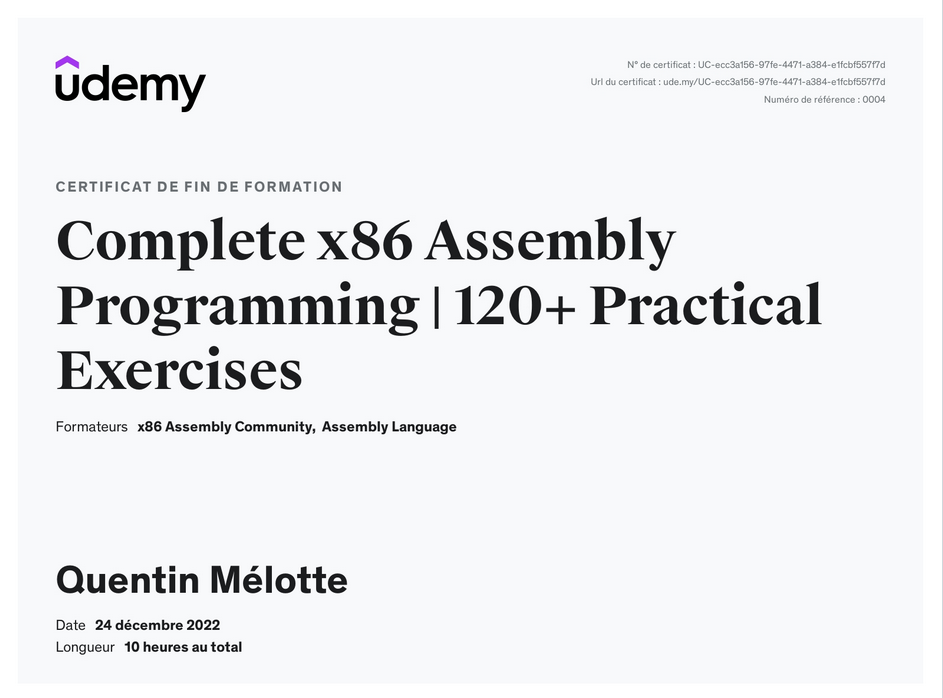 udemy
N° de certificat : UC-ecc3a156-97fe-4471-a384-e1fcbf557f7d
Url du certificat : ude.my/UC-ecc3a156-97fe-4471-a384-e1fcbf557f7d
Numéro de référence : 0004
CERTIFICAT DE FIN DE FORMATION
Complete x86 Assembly
Programming | 120+ Practical
Exercises
Formateurs x86 Assembly Community, Assembly Language
Quentin Mélotte
Date 24 décembre 2022
Longueur 10 heures au total